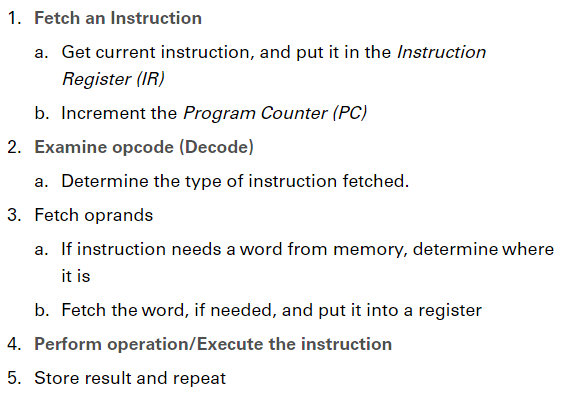 1. Fetch an Instruction
a. Get current instruction, and put it in the Instruction
Register (IR)
b. Increment the Program Counter (PC)
2. Examine opcode (Decode)
a. Determine the type of instruction fetched.
3. Fetch oprands
a. If instruction needs a word from memory, determine where
it is
b. Fetch the word, if needed, and put it into a register
4. Perform operation/Execute the instruction
5. Store result and repeat